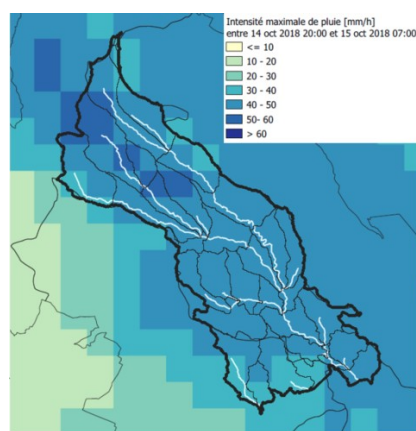 Intensité maximale de pluie [mm/h]
entre 14 oct 2018 20:00 et 15 oct 2018 07:00
<= 10
10 - 20
20 - 30
30 - 40
40 - 50
50- 60
> 60